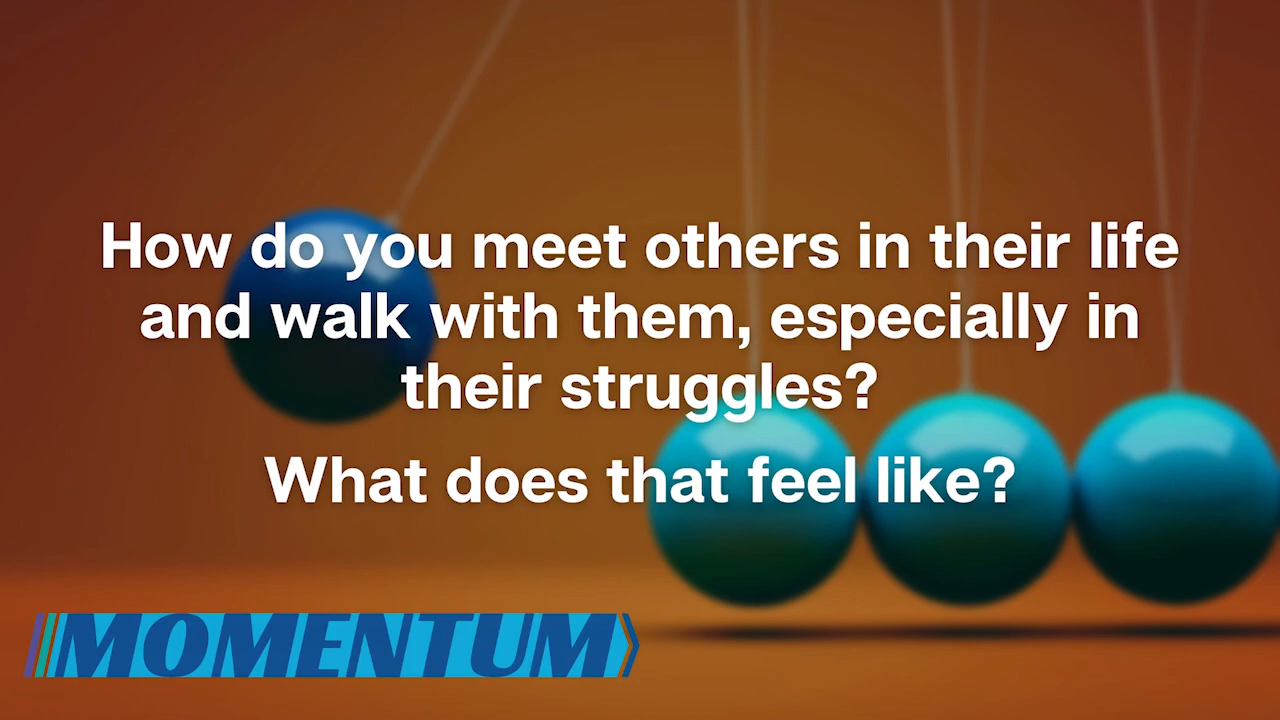 How do you meet others in their life
and walk with them, especially in
their struggles?
What does that feel like?
MOMENTUM